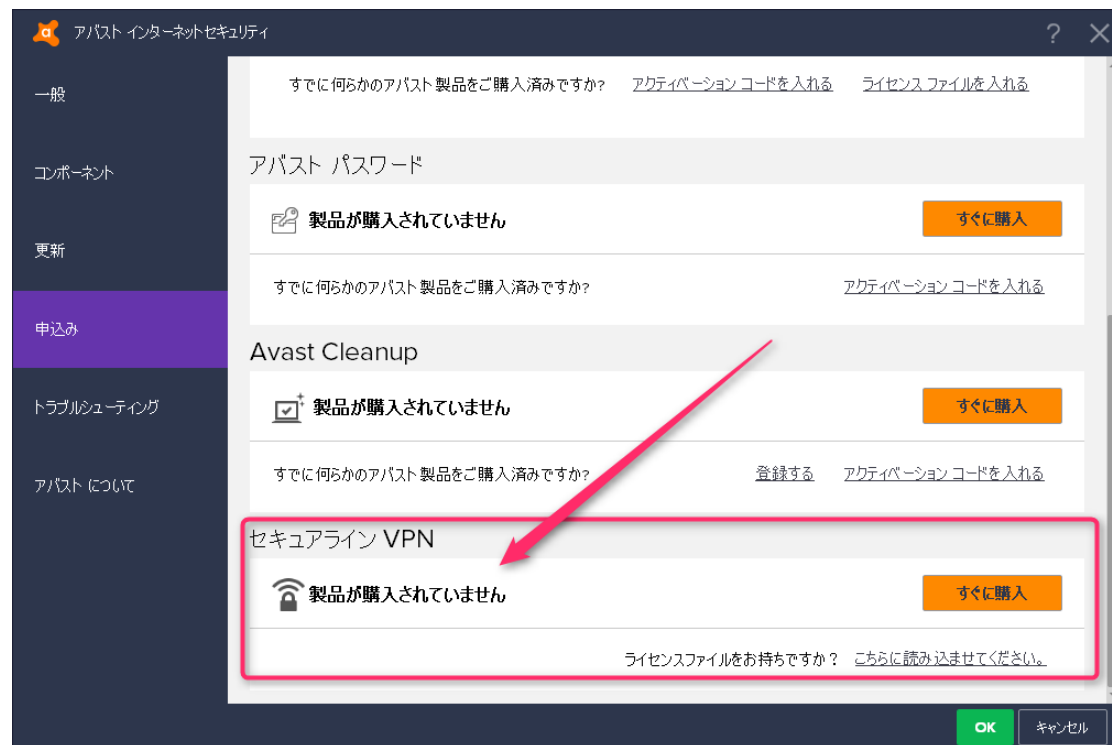 アバスト インターネットセキュリティ
?
一般
コンポーネント
更新
申込み
トラブルシューティング
アバスト について
すでに何らかのアバスト製品をご購入済みですか? アクティベーション コードを入れる ライセンス ファイルを入れる
アバスト パスワード
製品が購入されていません すぐに購入
すでに何らかのアバスト製品をご購入済みですか? アクティベーション コードを入れる
Avast Cleanup
製品が購入されていません すぐに購入
すでに何らかのアバスト製品をご購入済みですか? 登録する アクティベーション コードを入れる
セキュアライン VPN
製品が購入されていません すぐに購入
ライセンスファイルをお持ちですか? こちらに読み込ませてください。
OK キャンセル